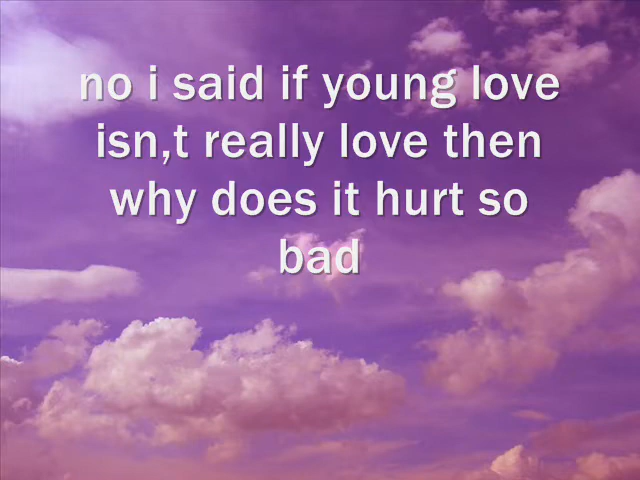 no i said if young love
isn,t really love then
why does it hurt so
bad